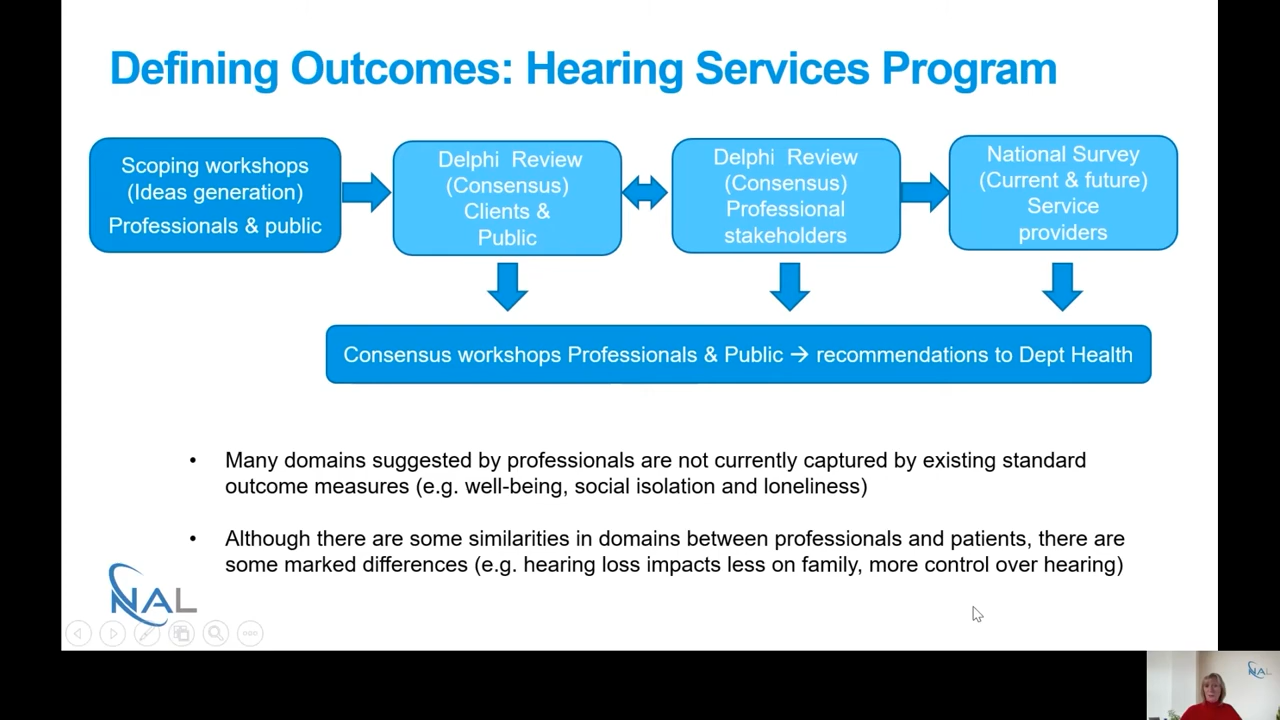 Defining Outcomes: Hearing Services Program
Scoping workshops
(Ideas generation)
Professionals & public
Delphi Review
(Consensus)
Clients &
Public
Delphi Review
(Consensus)
Professional
stakeholders
National Survey
(Current & future)
Service
providers
Consensus workshops Professionals & Public → recommendations to Dept Health
• Many domains suggested by professionals are not currently captured by existing standard
outcome measures (e.g. well-being, social isolation and loneliness)
• Although there are some similarities in domains between professionals and patients, there are
some marked differences (e.g. hearing loss impacts less on family, more control over hearing)
NAL
NAL